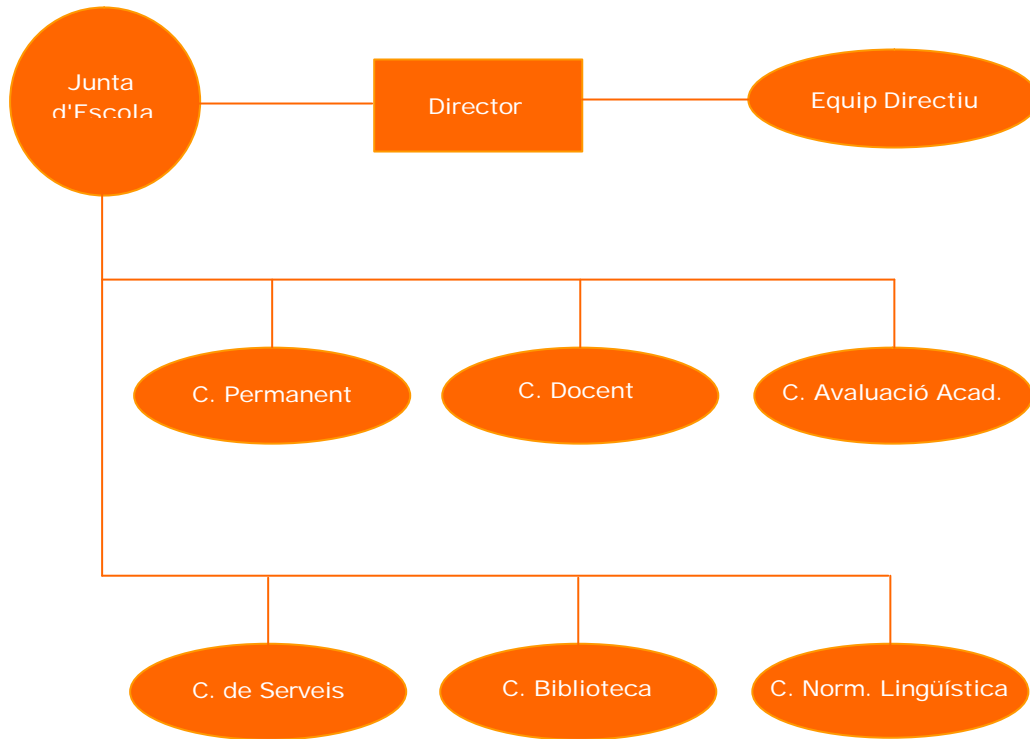 Junta
d'Escola
Director
Equip Directiu
C. Permanent
C. Docent
C. Avaluació Acad.
C. de Serveis
C. Biblioteca
C. Norm. Lingüística